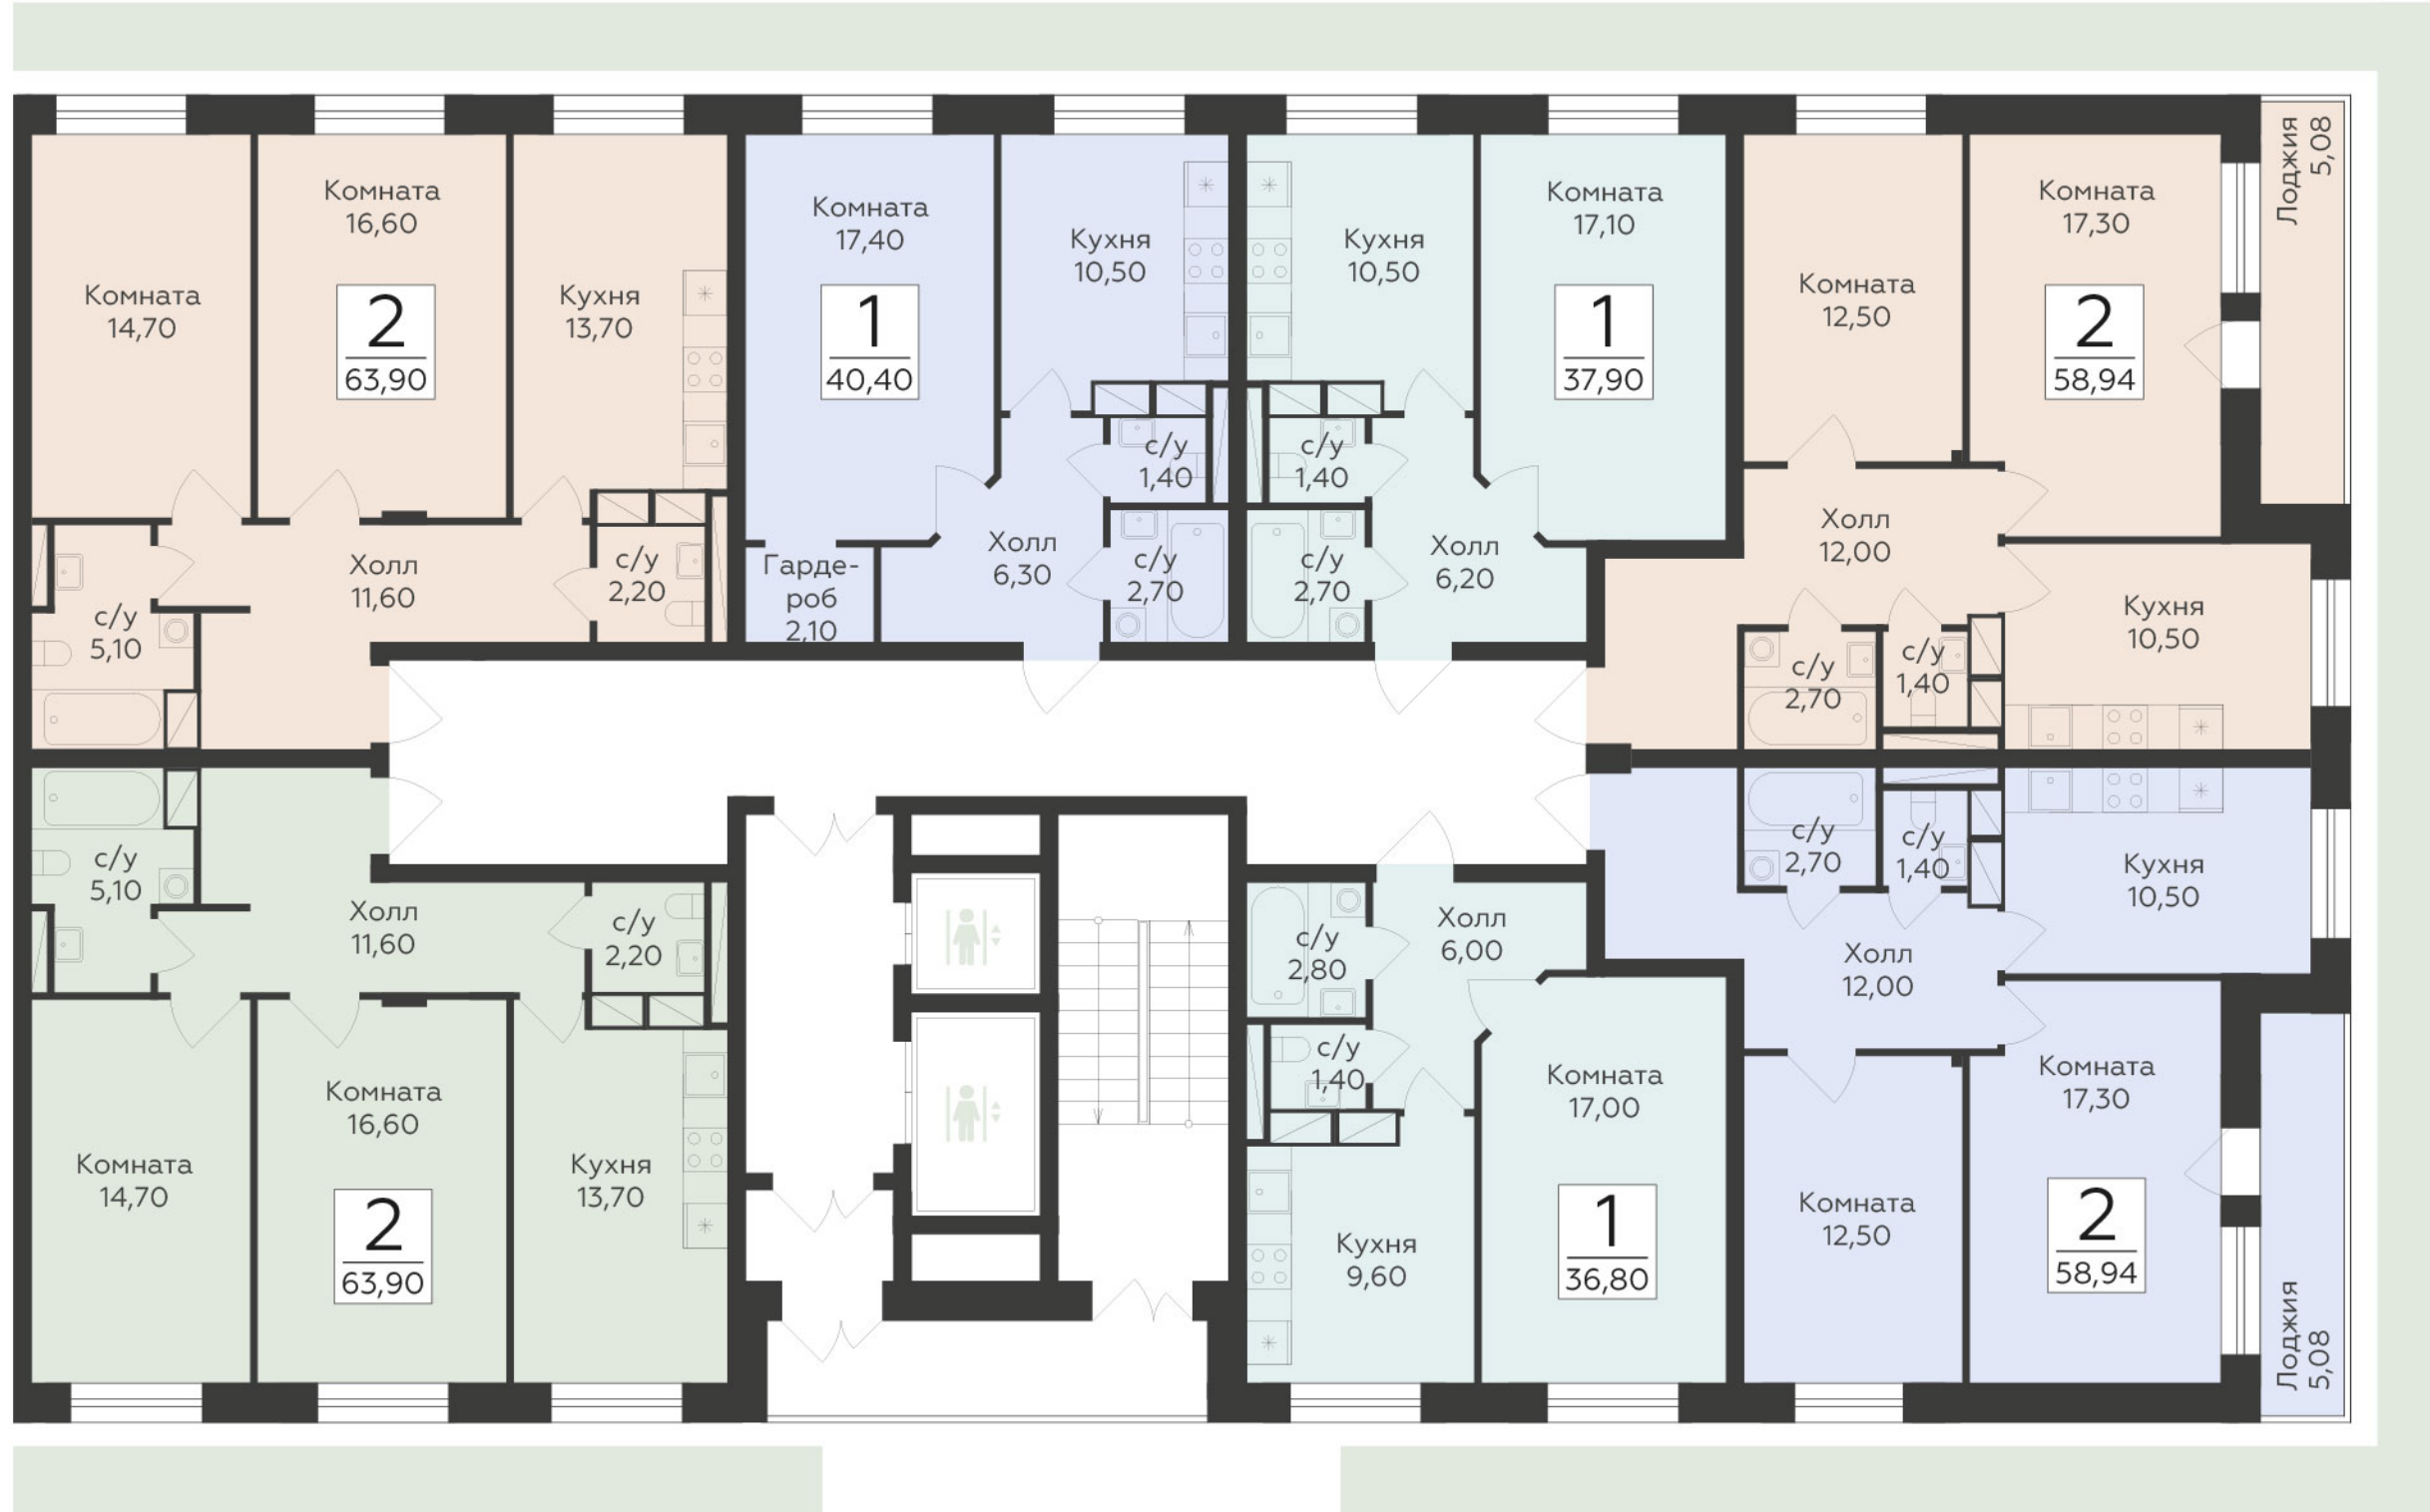 Комната
14,70
Комната
16,60
2
63,90
Кухня
13,70
Холл
11,60
с/у
2,20
с/у
5,10
Комната
17,40
1
40,40
Кухня
10,50
с/у
1,40
Холл
6,30
с/у
2,70
Гарде-
роб
2,10
Кухня
10,50
Комната
17,10
1
37,90
с/у
1,40
с/у
2,70
Холл
6,20
Комната
12,50
Комната
17,30
2
58,94
Лоджия
5,08
Холл
12,00
Кухня
10,50
с/у
2,70
с/у
1,40
с/у
5,10
Холл
11,60
с/у
2,20
Комната
14,70
Комната
16,60
2
63,90
Кухня
13,70
с/у
2,80
Холл
6,00
с/у
1,40
Комната
17,00
1
36,80
Кухня
9,60
с/у
2,70
с/у
1,40
Кухня
10,50
Холл
12,00
Комната
17,30
Комната
12,50
2
58,94
Лоджия
5,08